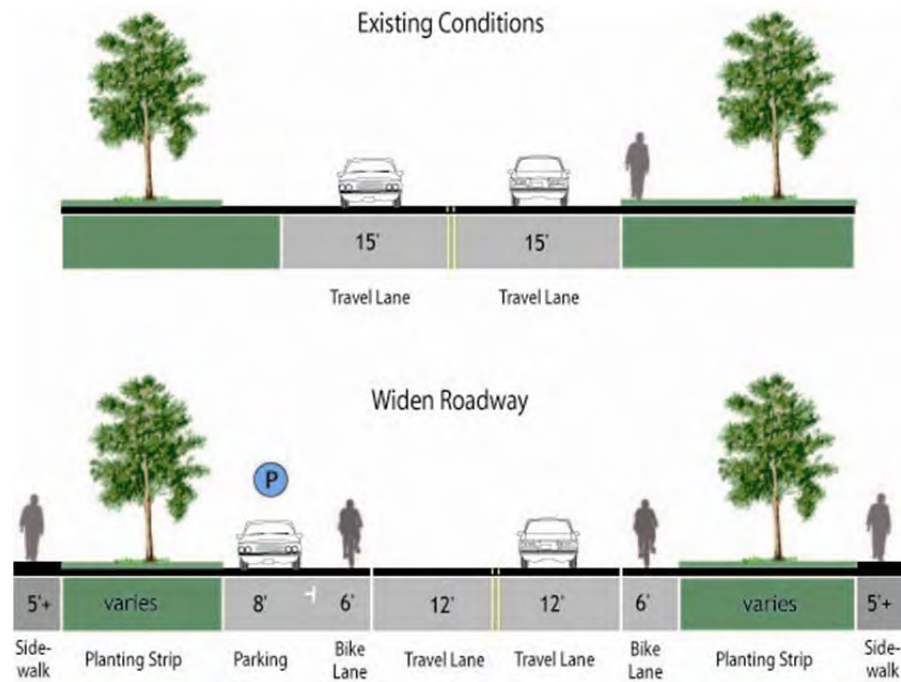 Existing Conditions
15' 15'
Travel Lane Travel Lane
Widen Roadway
P
5'+ varies 8' 6' 12' 12' 6' varies 5'+
Side-
walk Planting Strip Parking Bike
Lane Travel Lane Travel Lane Bike
Lane Planting Strip Side-
walk